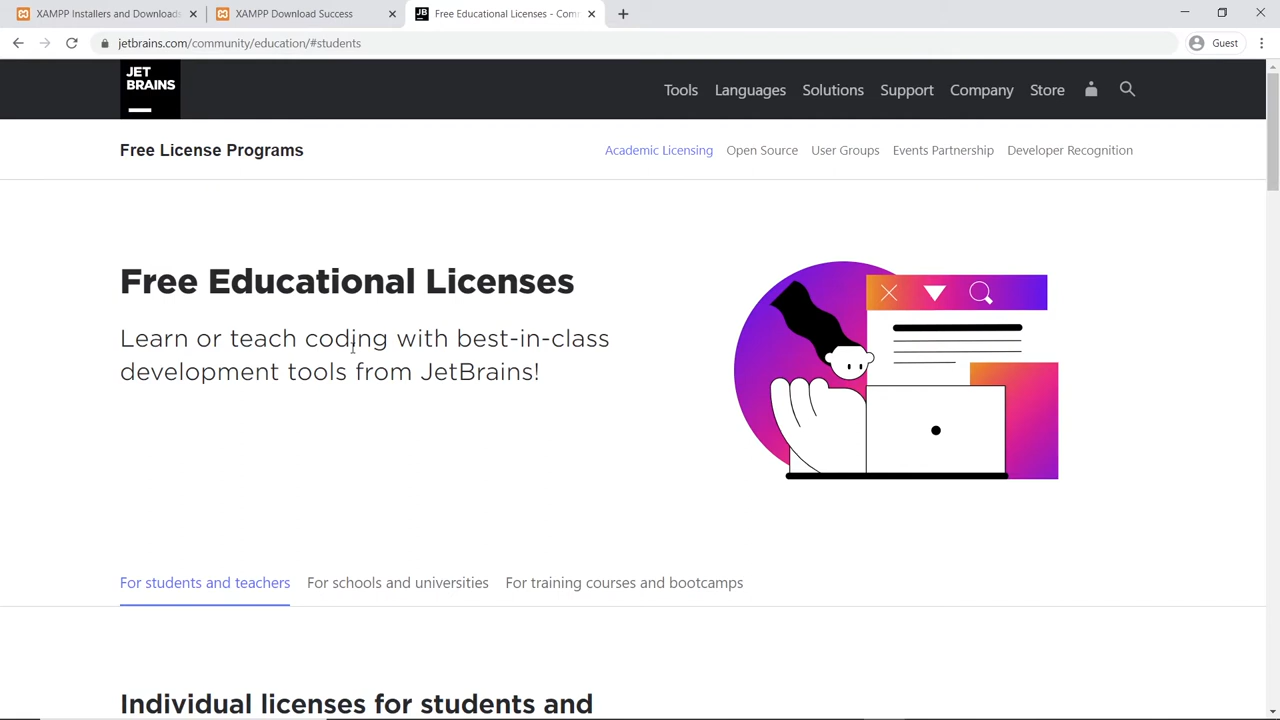 XAMPP Installers and Downloads
XAMPP Download Success
JB
Free Educational Licenses - Com
jetbrains.com/community/education/#students
Guest
JET
BRAINS
Tools
Languages
Solutions
Support
Company
Store
Free License Programs
Academic Licensing
Open Source
User Groups
Events Partnership
Developer Recognition
Free Educational Licenses
Learn or teach coding with best-in-class
development tools from JetBrains!
For students and teachers
For schools and universities
For training courses and bootcamps
Individual licenses for students and